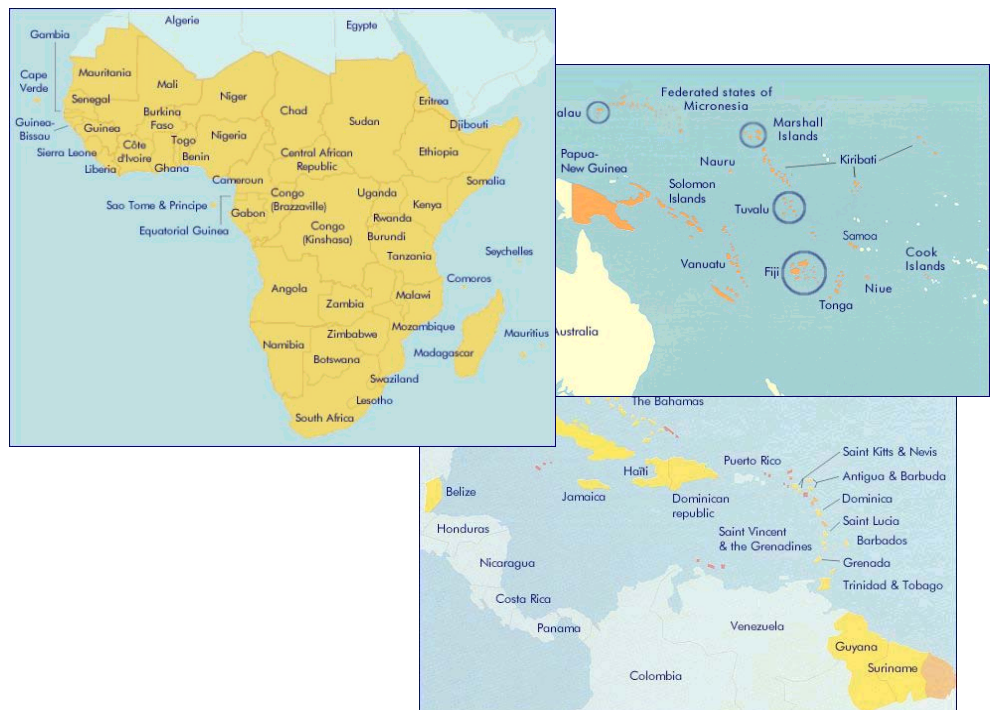 Algerie
Egypte
Gambia
Mauritania
Mali
Cape
Verde
Niger
Chad
Sudan
Eritrea
Senegal
Burkina
Faso
Djibouti
Guinea-
Bissau
Guinea
Togo
Nigeria
Côte
d'Ivoire
Benin
Central African
Republic
Ethiopia
Sierra Leone
Liberia
Ghana
Cameroun
Somalia
Congo
(Brazzaville)
Uganda
Kenya
Sao Tome & Principe
Gabon
Rwanda
Equatorial Guinea
Congo
(Kinshasa)
Burundi
Tanzania
Seychelles
Comoros
Angola
Malawi
Zambia
Mozambique
Mauritius
Zimbabwe
Namibia
Madagascar
Botswana
Swaziland
Lesotho
South Africa
Federated states of
Micronesia
alau
Marshall
Islands
Papua-
New Guinea
Nauru
Kiribati
Solomon
Islands
Tuvalu
Samoa
Cook
Islands
Vanuatu
Fiji
Niue
Tonga
Australia
The Bahamas
Saint Kitts & Nevis
Puerto Rico
Haïti
Antigua & Barbuda
Belize
Jamaica
Dominican
republic
Dominica
Saint Lucia
Honduras
Saint Vincent
& the Grenadines
Barbados
Nicaragua
Grenada
Trinidad & Tobago
Costa Rica
Panama
Venezuela
Guyana
Suriname
Colombia